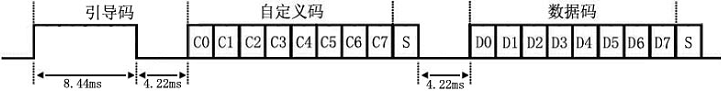 引导码 自定义码 数据码
C0 C1 C2 C3 C4 C5 C6 C7 S D0 D1 D2 D3 D4 D5 D6 D7 S
8.44ms 4.22ms 4.22ms